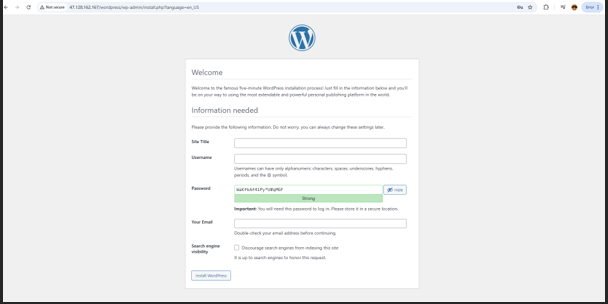 Not secure 47.128.162.187/wordpress/wp-admin/install.php?language=en_US
Error
Welcome
Welcome to the famous five-minute WordPress installation process! Just fill in the information below and you'll
be on your way to using the most extendable and powerful personal publishing platform in the world.
Information needed
Please provide the following information. Do not worry, you can always change these settings later.
Site Title
Username
Usernames can have only alphanumeric characters, spaces, underscores, hyphens,
periods, and the @ symbol.
Password
Hide
Strong
Important: You will need this password to log in. Please store it in a secure location.
Your Email
Double-check your email address before continuing.
Search engine
visibility
Discourage search engines from indexing this site
It is up to search engines to honor this request.
Install WordPress